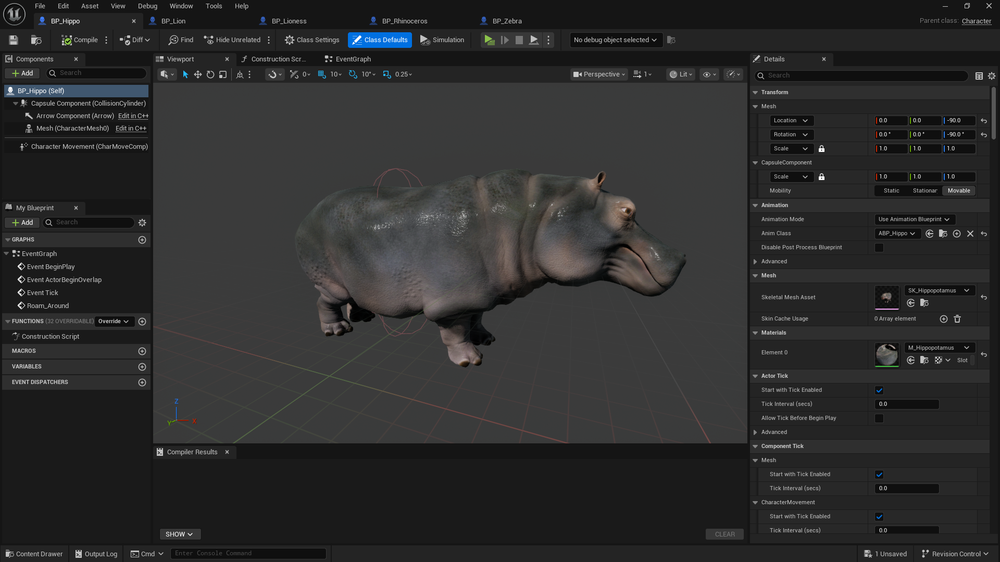 File Edit Asset View Debug Window Tools Help
BP_Hippo BP_Lion BP_Lioness BP_Rhinoceros BP_Zebra
Parent class: Character
Compile Diff Find Hide Unrelated Class Settings Class Defaults Simulation No debug object selected
Components
Add Search
BP_Hippo (Self)
Capsule Component (CollisionCylinder)
Arrow Component (Arrow) Edit in C++
Mesh (CharacterMesh0) Edit in C++
Character Movement (CharMoveComp)
My Blueprint
Add Search
GRAPHS
EventGraph
Event BeginPlay
Event ActorBeginOverlap
Event Tick
Roam_Around
FUNCTIONS (32 OVERRIDABLE) Override
Construction Script
MACROS
VARIABLES
EVENT DISPATCHERS
Viewport Construction Scr... EventGraph
0 10 10° 0.25 Perspective 1 Lit
Z
Y X
Compiler Results
SHOW CLEAR
Details
Search
Transform
Mesh
Location 0.0 0.0 -90.0
Rotation 0.0 ° 0.0 ° -90.0 °
Scale 1.0 1.0 1.0
CapsuleComponent
Scale 1.0 1.0 1.0
Mobility Static Stationar Movable
Animation
Animation Mode Use Animation Blueprint
Anim Class ABP_Hippo
Disable Post Process Blueprint
Advanced
Mesh
Skeletal Mesh Asset SK_Hippopotamus
Skin Cache Usage 0 Array element
Materials
Element 0 M_Hippopotamus
Slot
Actor Tick
Start with Tick Enabled
Tick Interval (secs) 0.0
Allow Tick Before Begin Play
Advanced
Component Tick
Mesh
Start with Tick Enabled
Tick Interval (secs) 0.0
CharacterMovement
Start with Tick Enabled
Tick Interval (secs) 0.0
Content Drawer Output Log Cmd Enter Console Command 1 Unsaved Revision Control